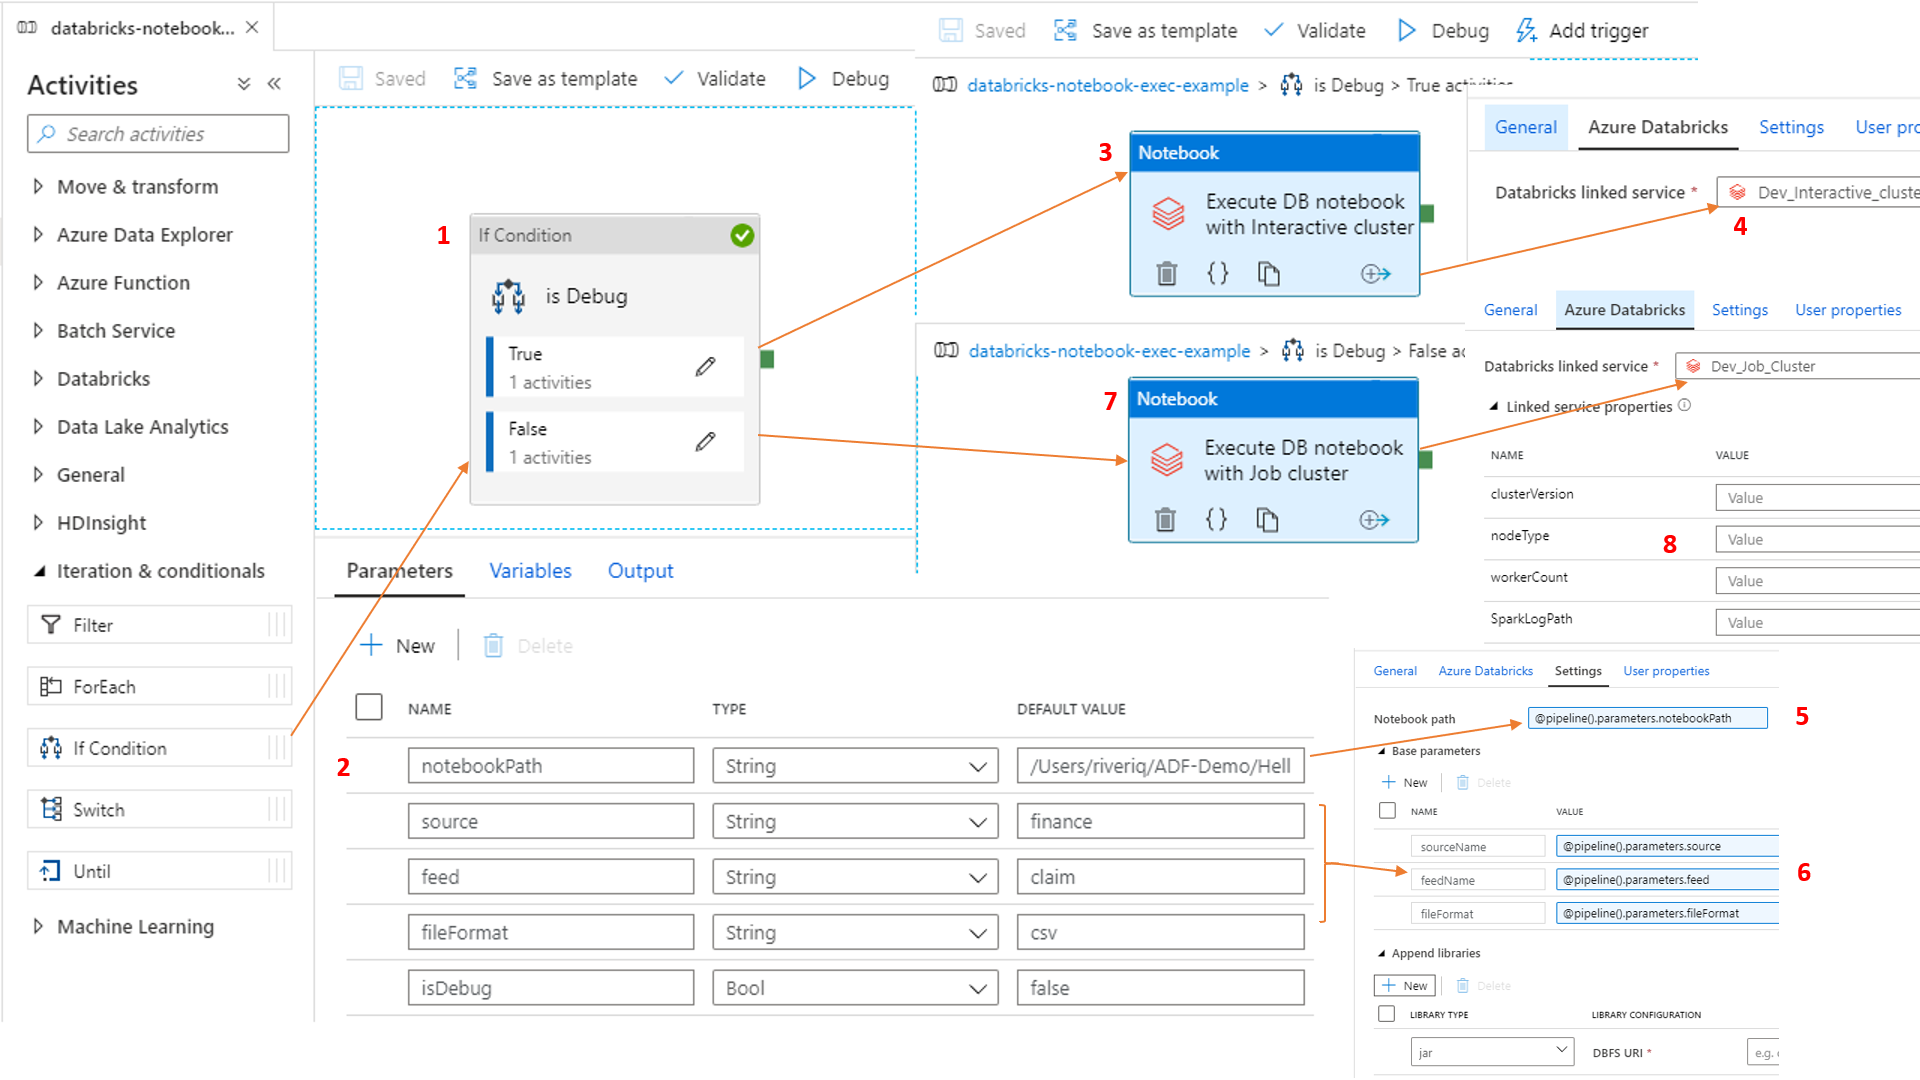 databricks-notebook...
Activities
Search activities
Move & transform
Azure Data Explorer
Azure Function
Batch Service
Databricks
Data Lake Analytics
General
HDInsight
Iteration & conditionals
Filter
ForEach
If Condition
Switch
Until
Machine Learning
Saved
Save as template
Validate
Debug
1
If Condition
is Debug
True
1 activities
False
1 activities
Parameters
Variables
Output
New
Delete
NAME
TYPE
DEFAULT VALUE
2
notebookPath
String
/Users/riveriq/ADF-Demo/Hell
source
String
finance
feed
String
claim
fileFormat
String
csv
isDebug
Bool
false
Saved
Save as template
Validate
Debug
Add trigger
databricks-notebook-exec-example > is Debug > True activities
3
Notebook
Execute DB notebook
with Interactive cluster
databricks-notebook-exec-example > is Debug > False ac
7
Notebook
Execute DB notebook
with Job cluster
General
Azure Databricks
Settings
User pro
Databricks linked service *
Dev_Interactive_cluste
4
General
Azure Databricks
Settings
User properties
Databricks linked service *
Dev_Job_Cluster
Linked service properties
NAME
VALUE
clusterVersion
Value
nodeType
Value
8
workerCount
Value
SparkLogPath
Value
General
Azure Databricks
Settings
User properties
Notebook path
@pipeline().parameters.notebookPath
5
Base parameters
New
Delete
NAME
VALUE
sourceName
@pipeline().parameters.source
feedName
@pipeline().parameters.feed
6
fileFormat
@pipeline().parameters.fileFormat
Append libraries
New
Delete
LIBRARY TYPE
LIBRARY CONFIGURATION
jar
DBFS URI *
e.g.